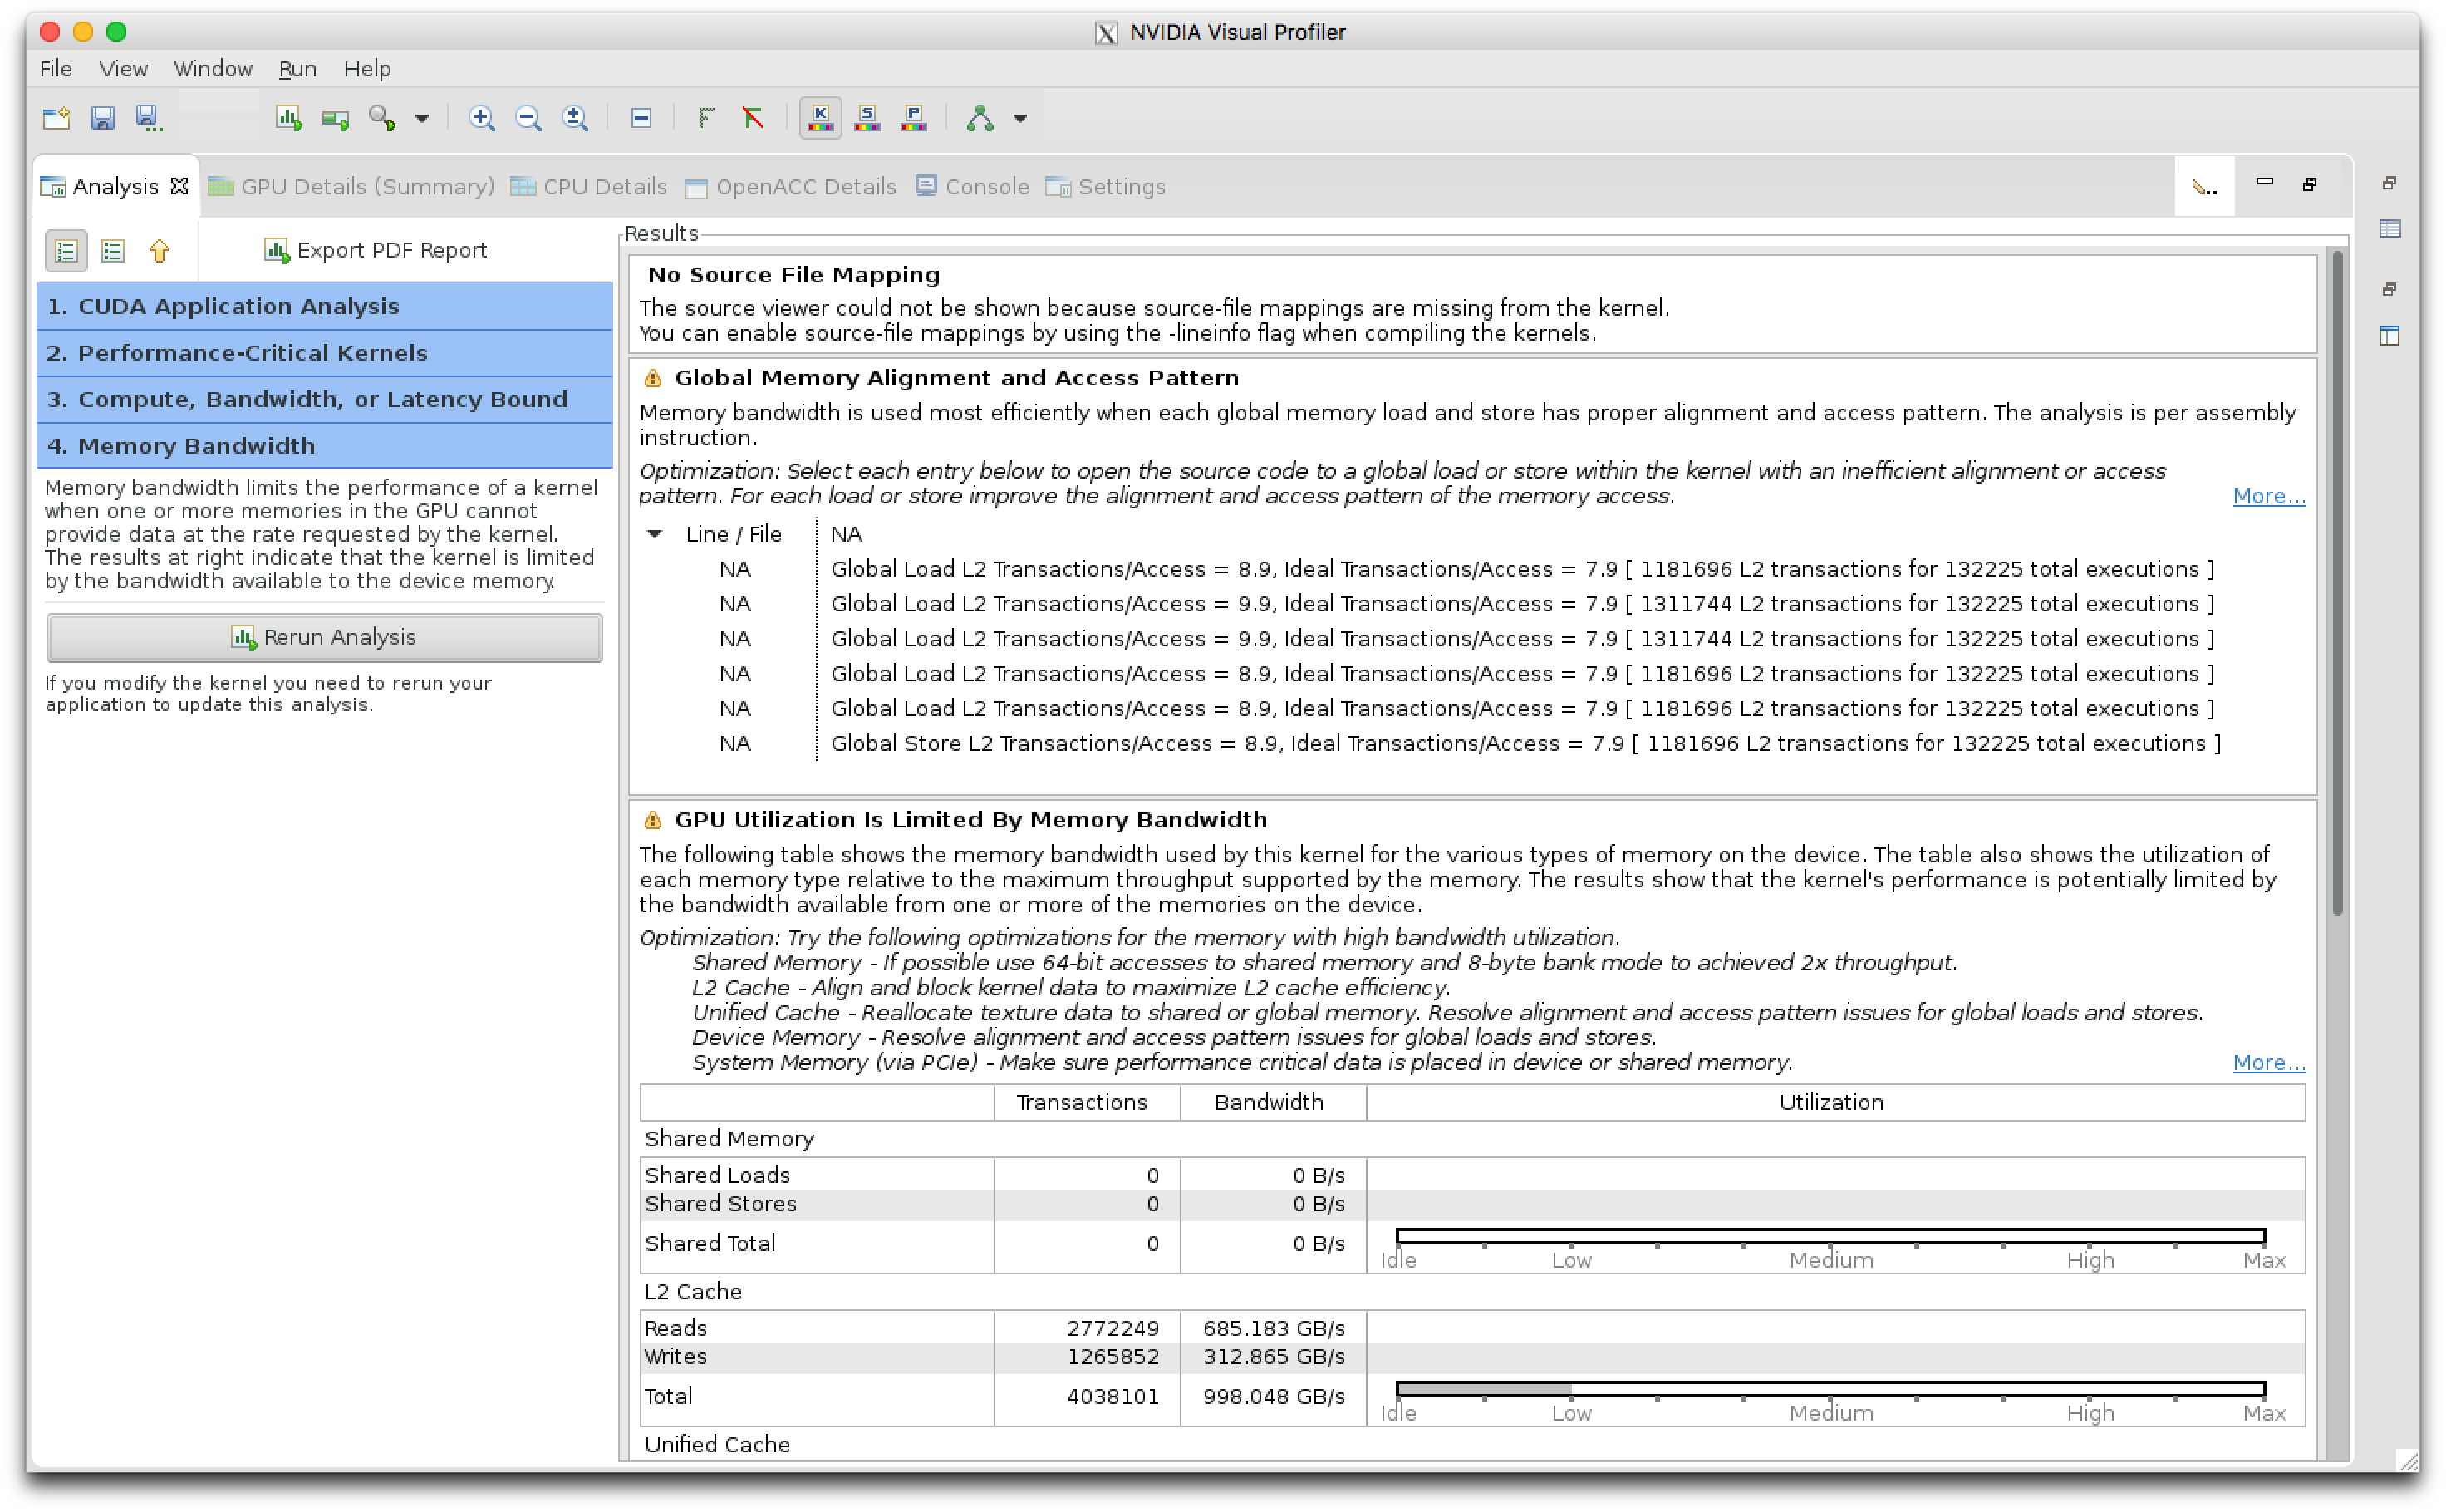 NVIDIA Visual Profiler
File View Window Run Help
K S P
Analysis GPU Details (Summary) CPU Details OpenACC Details Console Settings
Export PDF Report
1. CUDA Application Analysis
2. Performance-Critical Kernels
3. Compute, Bandwidth, or Latency Bound
4. Memory Bandwidth
Memory bandwidth limits the performance of a kernel
when one or more memories in the GPU cannot
provide data at the rate requested by the kernel.
The results at right indicate that the kernel is limited
by the bandwidth available to the device memory.
Rerun Analysis
If you modify the kernel you need to rerun your
application to update this analysis.
Results
No Source File Mapping
The source viewer could not be shown because source-file mappings are missing from the kernel.
You can enable source-file mappings by using the -lineinfo flag when compiling the kernels.
Global Memory Alignment and Access Pattern
Memory bandwidth is used most efficiently when each global memory load and store has proper alignment and access pattern. The analysis is per assembly
instruction.
Optimization: Select each entry below to open the source code to a global load or store within the kernel with an inefficient alignment or access
pattern. For each load or store improve the alignment and access pattern of the memory access. More...
Line / File NA
NA Global Load L2 Transactions/Access = 8.9, Ideal Transactions/Access = 7.9 [ 1181696 L2 transactions for 132225 total executions ]
NA Global Load L2 Transactions/Access = 9.9, Ideal Transactions/Access = 7.9 [ 1311744 L2 transactions for 132225 total executions ]
NA Global Load L2 Transactions/Access = 9.9, Ideal Transactions/Access = 7.9 [ 1311744 L2 transactions for 132225 total executions ]
NA Global Load L2 Transactions/Access = 8.9, Ideal Transactions/Access = 7.9 [ 1181696 L2 transactions for 132225 total executions ]
NA Global Load L2 Transactions/Access = 8.9, Ideal Transactions/Access = 7.9 [ 1181696 L2 transactions for 132225 total executions ]
NA Global Store L2 Transactions/Access = 8.9, Ideal Transactions/Access = 7.9 [ 1181696 L2 transactions for 132225 total executions ]
GPU Utilization Is Limited By Memory Bandwidth
The following table shows the memory bandwidth used by this kernel for the various types of memory on the device. The table also shows the utilization of
each memory type relative to the maximum throughput supported by the memory. The results show that the kernel's performance is potentially limited by
the bandwidth available from one or more of the memories on the device.
Optimization: Try the following optimizations for the memory with high bandwidth utilization.
Shared Memory - If possible use 64-bit accesses to shared memory and 8-byte bank mode to achieved 2x throughput.
L2 Cache - Align and block kernel data to maximize L2 cache efficiency.
Unified Cache - Reallocate texture data to shared or global memory. Resolve alignment and access pattern issues for global loads and stores.
Device Memory - Resolve alignment and access pattern issues for global loads and stores.
System Memory (via PCIe) - Make sure performance critical data is placed in device or shared memory. More...
Transactions Bandwidth Utilization
Shared Memory
Shared Loads 0 0 B/s
Shared Stores 0 0 B/s
Shared Total 0 0 B/s
Idle Low Medium High Max
L2 Cache
Reads 2772249 685.183 GB/s
Writes 1265852 312.865 GB/s
Total 4038101 998.048 GB/s
Idle Low Medium High Max
Unified Cache